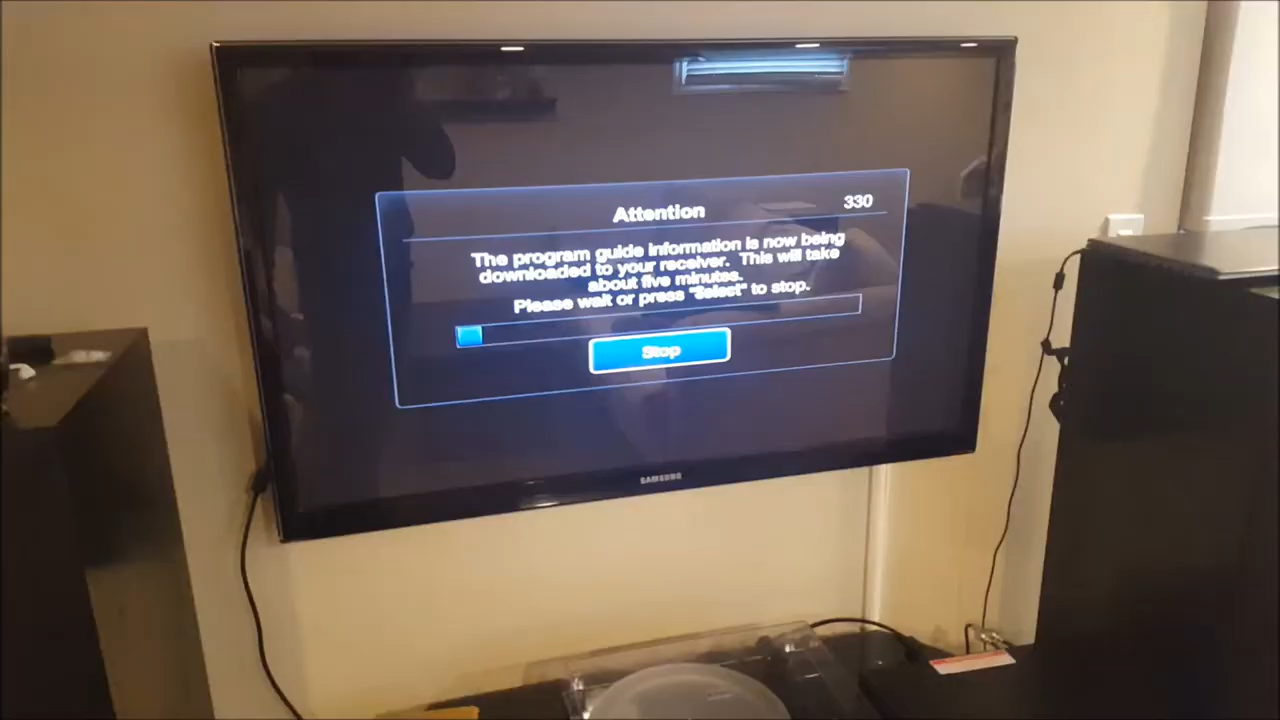 Attention 330
The program guide information is now being
downloaded to your receiver. This will take
about five minutes.
Please wait or press "Select" to stop.
Stop
SAMSUNG